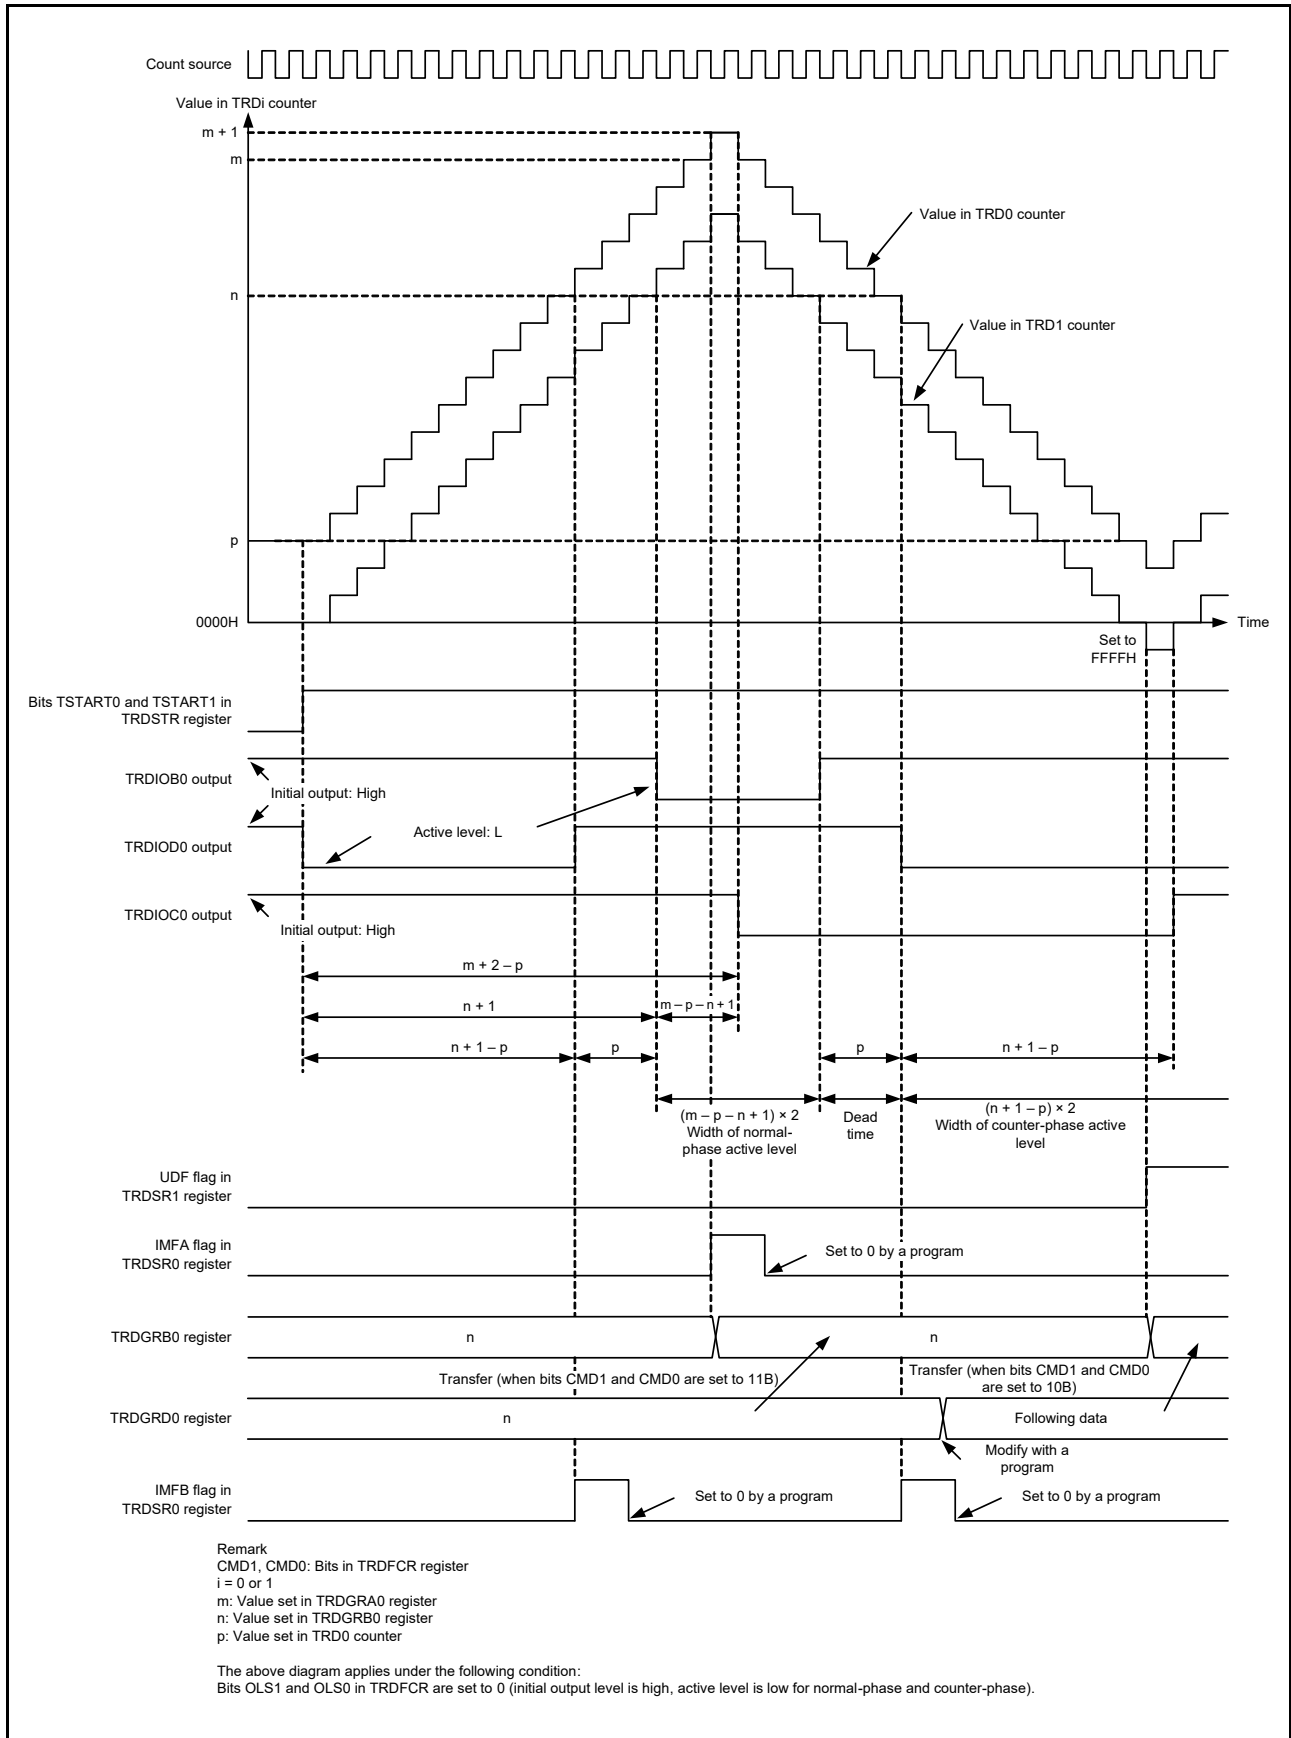 Count source
Value in TRDi counter
m + 1
m
Value in TRD0 counter
n
Value in TRD1 counter
p
0000H
Time
Set to
FFFFH
Bits TSTART0 and TSTART1 in
TRDSTR register
TRDIOB0 output
Initial output: High
Active level: L
TRDIOD0 output
TRDIOC0 output
Initial output: High
m + 2 – p
n + 1
m – p – n + 1
n + 1 – p
p
p
n + 1 – p
(m – p – n + 1) × 2
Width of normal-
phase active level
Dead
time
(n + 1 – p) × 2
Width of counter-phase active
level
UDF flag in
TRDSR1 register
IMFA flag in
TRDSR0 register
Set to 0 by a program
TRDGRB0 register
n
n
Transfer (when bits CMD1 and CMD0 are set to 11B)
Transfer (when bits CMD1 and CMD0
are set to 10B)
TRDGRD0 register
n
Following data
Modify with a
program
IMFB flag in
TRDSR0 register
Set to 0 by a program
Set to 0 by a program
Remark
CMD1, CMD0: Bits in TRDFCR register
i = 0 or 1
m: Value set in TRDGRA0 register
n: Value set in TRDGRB0 register
p: Value set in TRD0 counter
The above diagram applies under the following condition:
Bits OLS1 and OLS0 in TRDFCR are set to 0 (initial output level is high, active level is low for normal-phase and counter-phase).